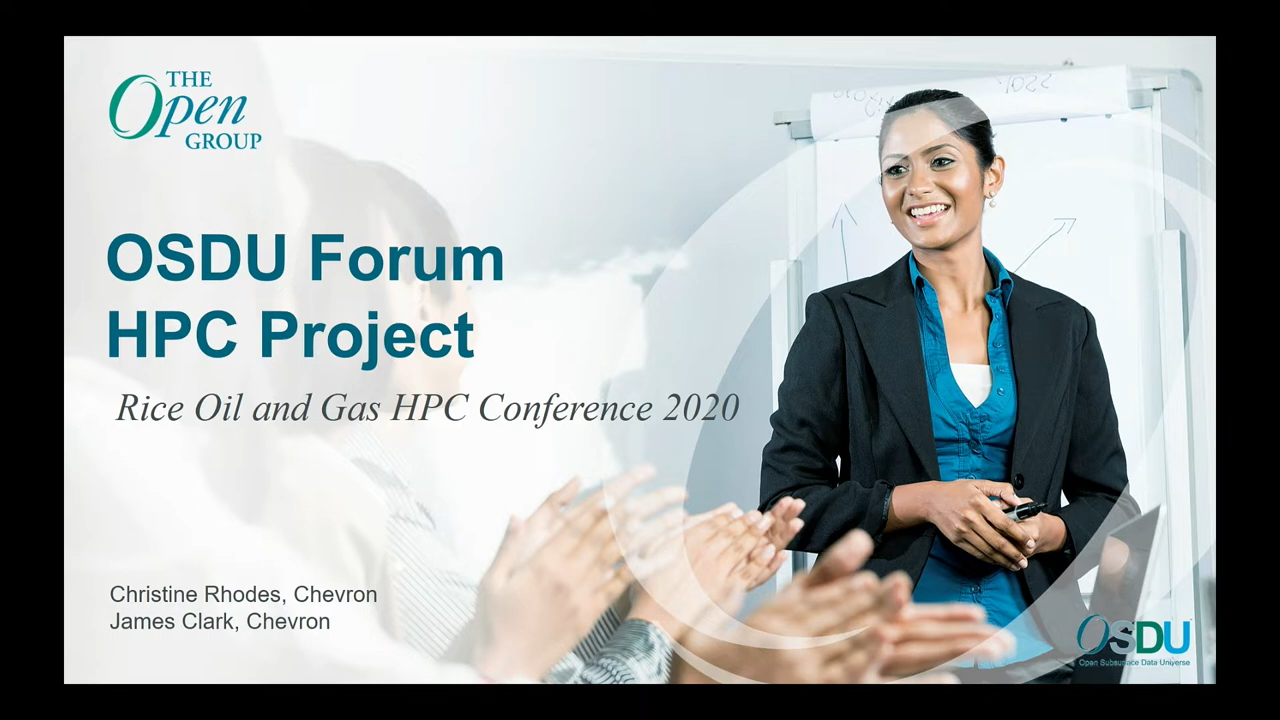 THE
Open
GROUP
OSDU Forum
HPC Project
Rice Oil and Gas HPC Conference 2020
Christine Rhodes, Chevron
James Clark, Chevron
OSDU
Open Subsurface Data Universe